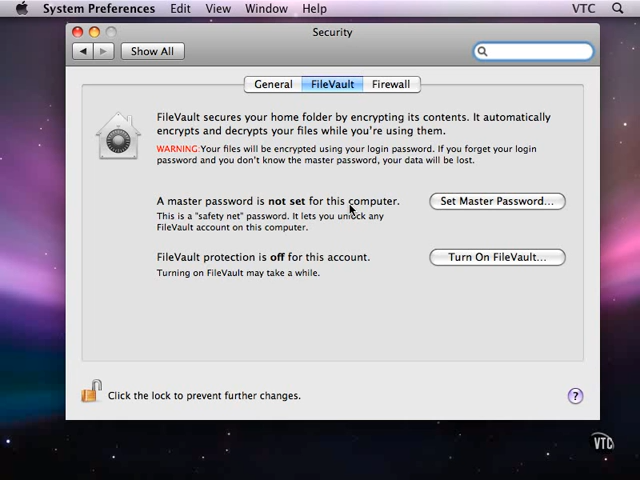 System Preferences Edit View Window Help VTC
Security
Show All
General FileVault Firewall
FileVault secures your home folder by encrypting its contents. It automatically
encrypts and decrypts your files while you're using them.
WARNING:Your files will be encrypted using your login password. If you forget your login
password and you don't know the master password, your data will be lost.
A master password is not set for this computer. Set Master Password...
This is a "safety net" password. It lets you unlock any
FileVault account on this computer.
FileVault protection is off for this account. Turn On FileVault...
Turning on FileVault may take a while.
Click the lock to prevent further changes. ?
VTC